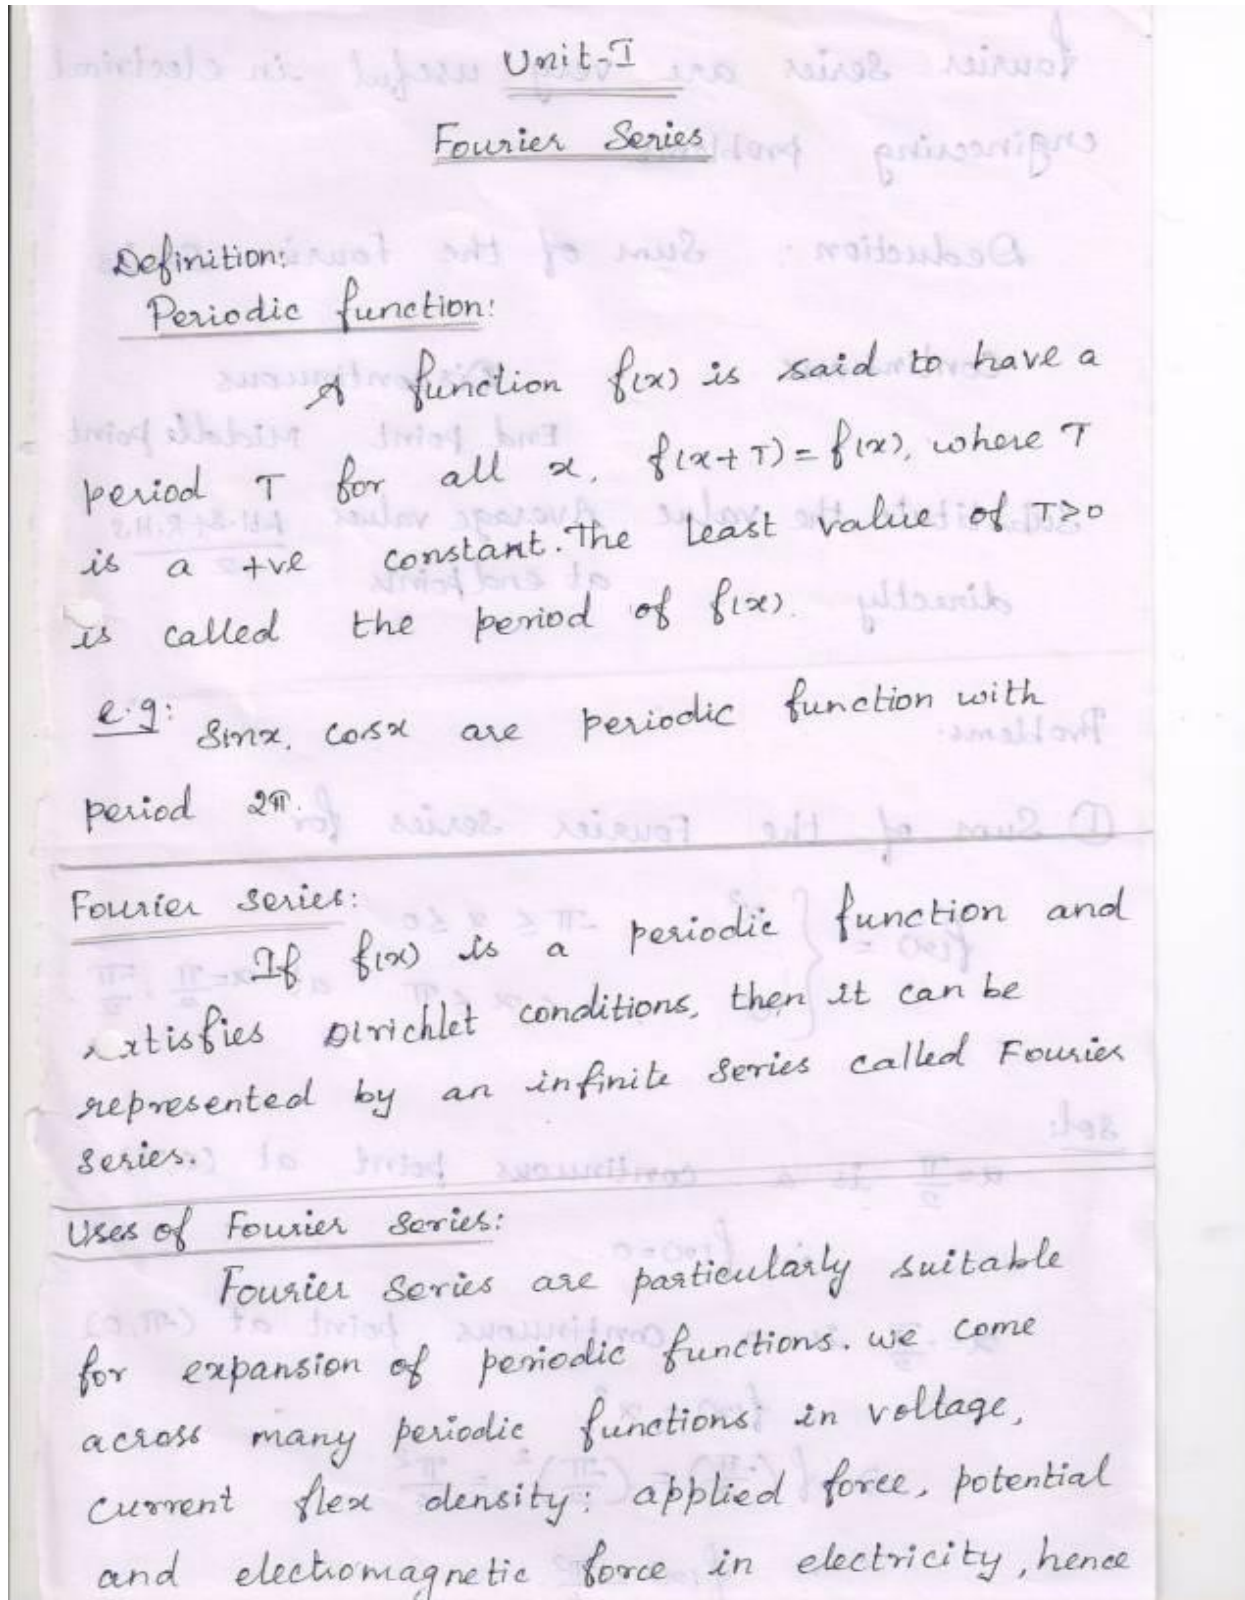 Unit-I
Fourier Series
Definition:
Periodic function:
A function f(x) is said to have a
period T for all x, f(x+T)=f(x), where T
is a +ve constant. The least value of T>0
is called the period of f(x).
e.g: Sinx, cosx are periodic function with
period 2π.
Fourier series:
If f(x) is a periodic function and
satisfies Dirichlet conditions, then it can be
represented by an infinite series called Fourier
series.
Uses of Fourier series:
Fourier series are particularly suitable
for expansion of periodic functions. we come
across many periodic functions in voltage,
current flex density, applied force, potential
and electromagnetic force in electricity, hence